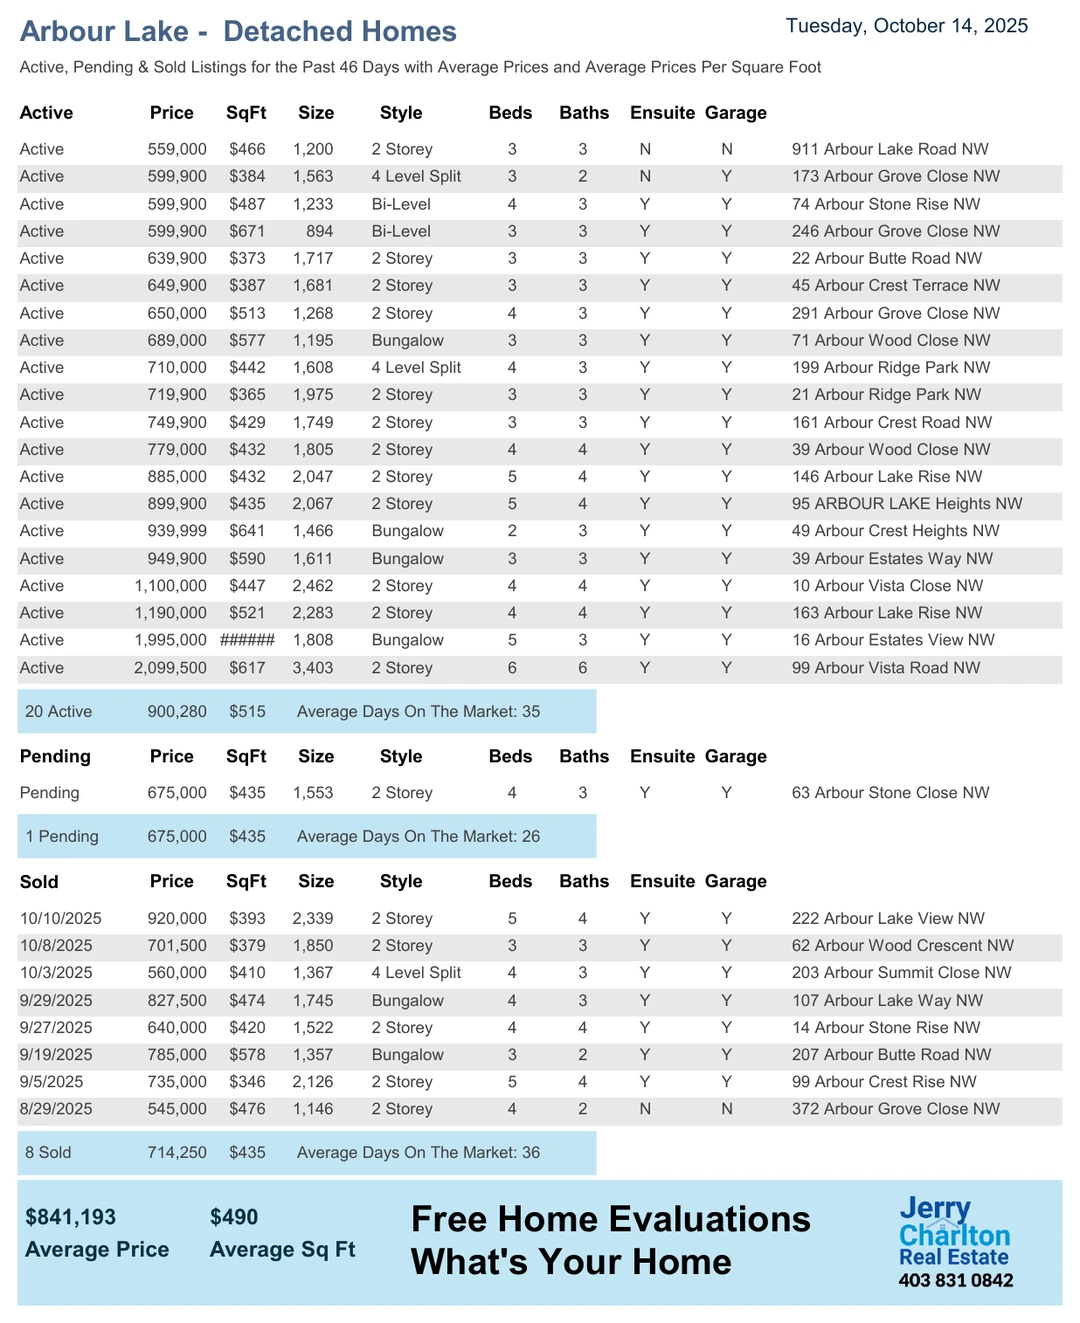 Arbour Lake -  Detached Homes
Tuesday, October 14, 2025
Active, Pending & Sold Listings for the Past 46 Days with Average Prices and Average Prices Per Square Foot
Active Price SqFt Size Style Beds Baths Ensuite Garage
Active 559,000 $466 1,200 2 Storey 3 3 N N 911 Arbour Lake Road NW
Active 599,900 $384 1,563 4 Level Split 3 2 N Y 173 Arbour Grove Close NW
Active 599,900 $487 1,233 Bi-Level 4 3 Y Y 74 Arbour Stone Rise NW
Active 599,900 $671 894 Bi-Level 3 3 Y Y 246 Arbour Grove Close NW
Active 639,900 $373 1,717 2 Storey 3 3 Y Y 22 Arbour Butte Road NW
Active 649,900 $387 1,681 2 Storey 3 3 Y Y 45 Arbour Crest Terrace NW
Active 650,000 $513 1,268 2 Storey 4 3 Y Y 291 Arbour Grove Close NW
Active 689,000 $577 1,195 Bungalow 3 3 Y Y 71 Arbour Wood Close NW
Active 710,000 $442 1,608 4 Level Split 4 3 Y Y 199 Arbour Ridge Park NW
Active 719,900 $365 1,975 2 Storey 3 3 Y Y 21 Arbour Ridge Park NW
Active 749,900 $429 1,749 2 Storey 3 3 Y Y 161 Arbour Crest Road NW
Active 779,000 $432 1,805 2 Storey 4 4 Y Y 39 Arbour Wood Close NW
Active 885,000 $432 2,047 2 Storey 5 4 Y Y 146 Arbour Lake Rise NW
Active 899,900 $435 2,067 2 Storey 5 4 Y Y 95 ARBOUR LAKE Heights NW
Active 939,999 $641 1,466 Bungalow 2 3 Y Y 49 Arbour Crest Heights NW
Active 949,900 $590 1,611 Bungalow 3 3 Y Y 39 Arbour Estates Way NW
Active 1,100,000 $447 2,462 2 Storey 4 4 Y Y 10 Arbour Vista Close NW
Active 1,190,000 $521 2,283 2 Storey 4 4 Y Y 163 Arbour Lake Rise NW
Active 1,995,000 ###### 1,808 Bungalow 5 3 Y Y 16 Arbour Estates View NW
Active 2,099,500 $617 3,403 2 Storey 6 6 Y Y 99 Arbour Vista Road NW
20 Active 900,280 $515 Average Days On The Market: 35
Pending Price SqFt Size Style Beds Baths Ensuite Garage
Pending 675,000 $435 1,553 2 Storey 4 3 Y Y 63 Arbour Stone Close NW
1 Pending 675,000 $435 Average Days On The Market: 26
Sold Price SqFt Size Style Beds Baths Ensuite Garage
10/10/2025 920,000 $393 2,339 2 Storey 5 4 Y Y 222 Arbour Lake View NW
10/8/2025 701,500 $379 1,850 2 Storey 3 3 Y Y 62 Arbour Wood Crescent NW
10/3/2025 560,000 $410 1,367 4 Level Split 4 3 Y Y 203 Arbour Summit Close NW
9/29/2025 827,500 $474 1,745 Bungalow 4 3 Y Y 107 Arbour Lake Way NW
9/27/2025 640,000 $420 1,522 2 Storey 4 4 Y Y 14 Arbour Stone Rise NW
9/19/2025 785,000 $578 1,357 Bungalow 3 2 Y Y 207 Arbour Butte Road NW
9/5/2025 735,000 $346 2,126 2 Storey 5 4 Y Y 99 Arbour Crest Rise NW
8/29/2025 545,000 $476 1,146 2 Storey 4 2 N N 372 Arbour Grove Close NW
8 Sold 714,250 $435 Average Days On The Market: 36
$841,193 $490
Average Price Average Sq Ft
Free Home Evaluations
What's Your Home
Jerry
Charlton
Real Estate
403 831 0842